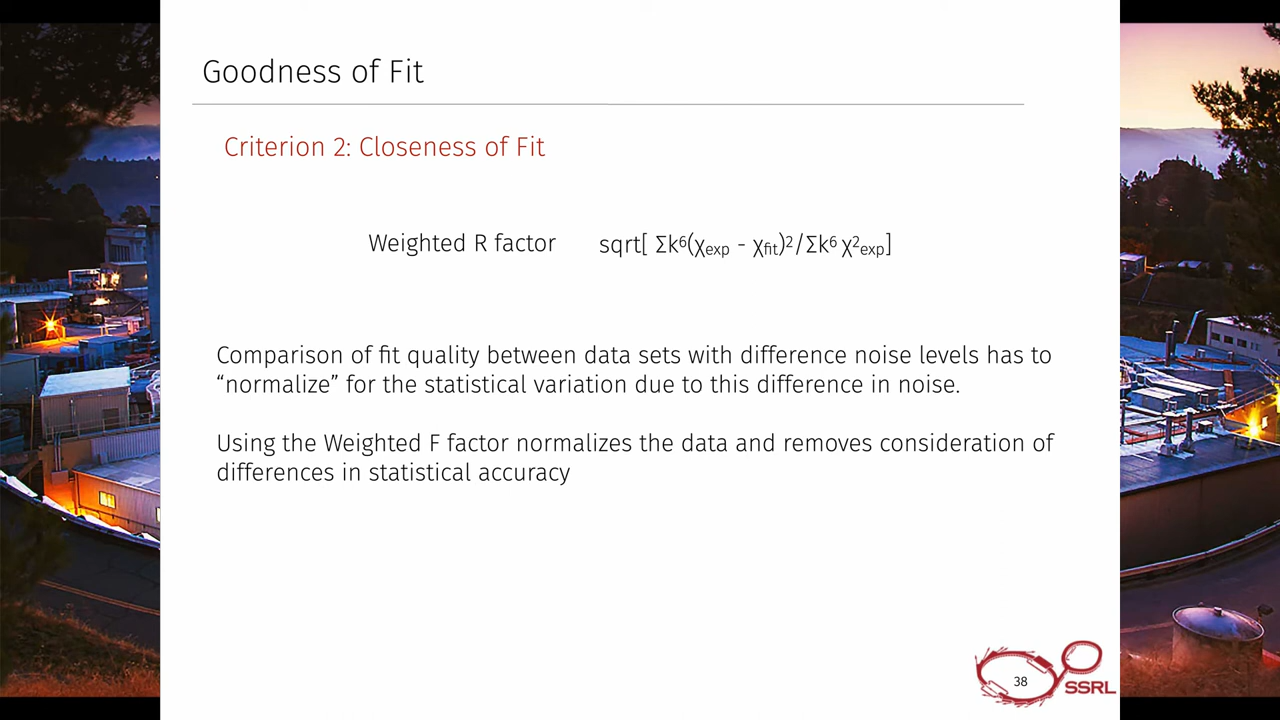 Goodness of Fit
Criterion 2: Closeness of Fit
Weighted R factor sqrt[ Σk⁶(χexp - χfit)²/Σk⁶ χ²exp]
Comparison of fit quality between data sets with difference noise levels has to
“normalize” for the statistical variation due to this difference in noise.
Using the Weighted F factor normalizes the data and removes consideration of
differences in statistical accuracy
38
SSRL